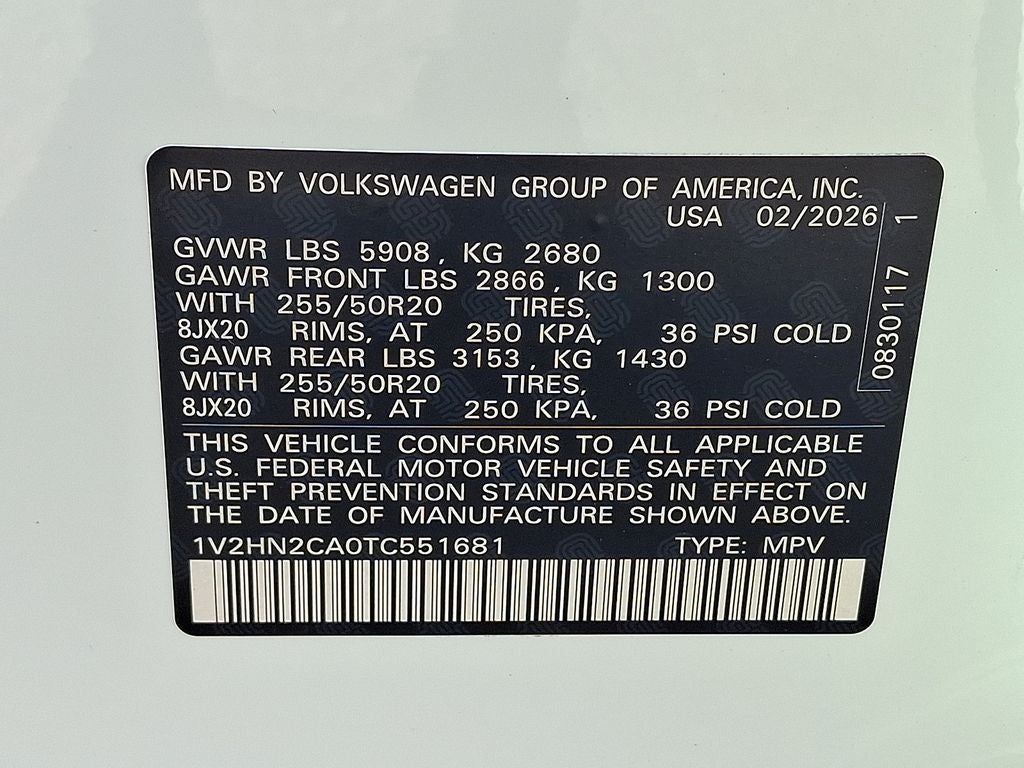 MFD BY VOLKSWAGEN GROUP OF AMERICA, INC.
USA 02/2026
GVWR LBS 5908, KG 2680
GAWR FRONT LBS 2866, KG 1300
WITH 255/50R20 TIRES,
8JX20 RIMS, AT 250 KPA, 36 PSI COLD
GAWR REAR LBS 3153, KG 1430
WITH 255/50R20 TIRES,
8JX20 RIMS, AT 250 KPA, 36 PSI COLD
THIS VEHICLE CONFORMS TO ALL APPLICABLE
U.S. FEDERAL MOTOR VEHICLE SAFETY AND
THEFT PREVENTION STANDARDS IN EFFECT ON
THE DATE OF MANUFACTURE SHOWN ABOVE.
1V2HN2CA0TC551681 TYPE: MPV
0830117 1